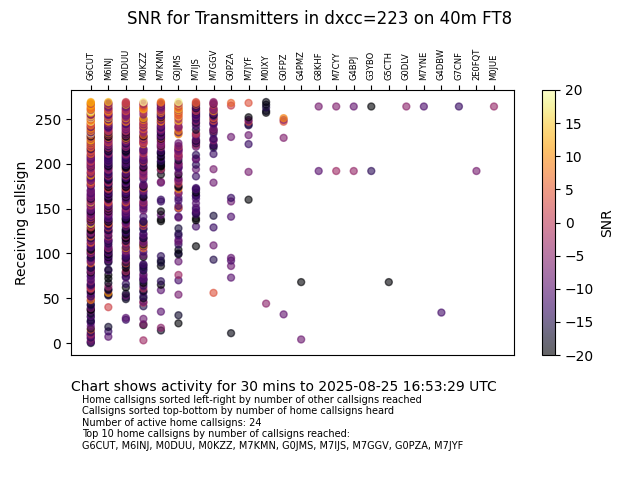 SNR for Transmitters in dxcc=223 on 40m FT8
G6CUT M6INJ M0DUU M0KZZ M7KMN G0JMS M7IJS M7GGV G0PZA M7JYF M0IXY G0FPZ G4PMZ G8KHF M7CYY G4BPJ G3YBO G5CTH G0DLV M7YNE G4DBW G7CNF 2E0FQT M0JUE
Receiving callsign
250
200
150
100
50
0
20
15
10
5
0
−5
−10
−15
−20
SNR
Chart shows activity for 30 mins to 2025-08-25 16:53:29 UTC
Home callsigns sorted left-right by number of other callsigns reached
Callsigns sorted top-bottom by number of home callsigns heard
Number of active home callsigns: 24
Top 10 home callsigns by number of callsigns reached:
G6CUT, M6INJ, M0DUU, M0KZZ, M7KMN, G0JMS, M7IJS, M7GGV, G0PZA, M7JYF